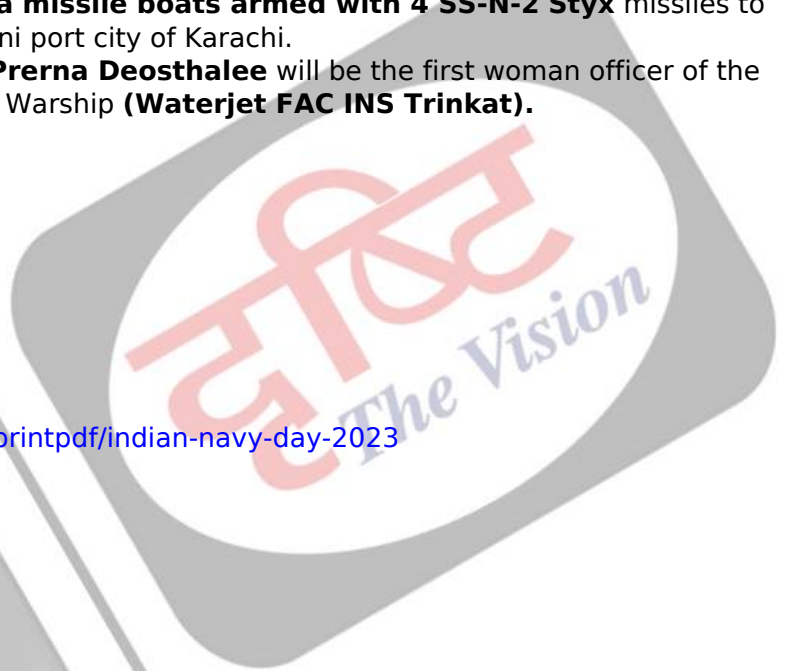 a missile boats armed with 4 SS-N-2 Styx missiles to
ni port city of Karachi.
Prerna Deosthalee will be the first woman officer of the
Warship (Waterjet FAC INS Trinkat).
दृष्टि
The Vision
printpdf/indian-navy-day-2023